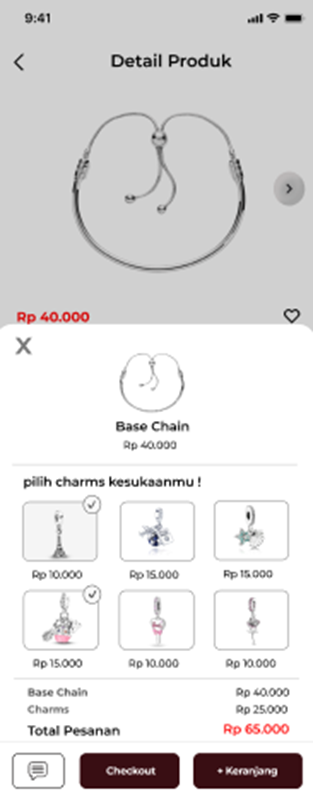 9:41
Detail Produk
Rp 40.000
X
Base Chain
Rp 40.000
pilih charms kesukaanmu !
Rp 10.000 Rp 15.000 Rp 15.000
Rp 15.000 Rp 10.000 Rp 10.000
Base Chain Rp 40.000
Charms Rp 25.000
Total Pesanan Rp 65.000
Checkout + Keranjang